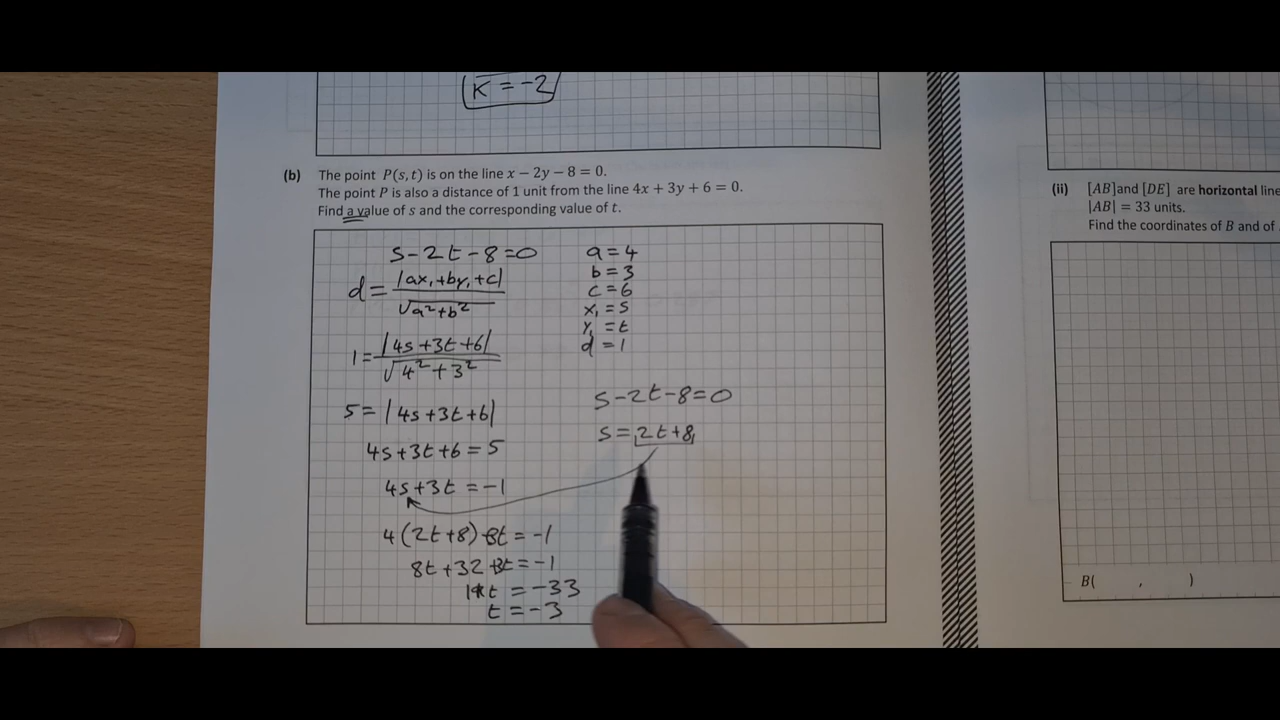 K = -2
(b) The point P(s, t) is on the line x − 2y − 8 = 0.
The point P is also a distance of 1 unit from the line 4x + 3y + 6 = 0.
Find a value of s and the corresponding value of t.
s-2t-8=0
d= |ax₁+by₁+c|
√a²+b²
1= |4s+3t+6|
√4²+3²
5= |4s+3t+6|
4s+3t+6=5
4s+3t=-1
4(2t+8)+3t=-1
8t+32+3t=-1
11t=-33
t=-3
a=4
b=3
c=6
x₁=s
y₁=t
d=1
s-2t-8=0
s=2t+8
(ii) [AB]and [DE] are horizontal line
|AB| = 33 units.
Find the coordinates of B and of
B( , )